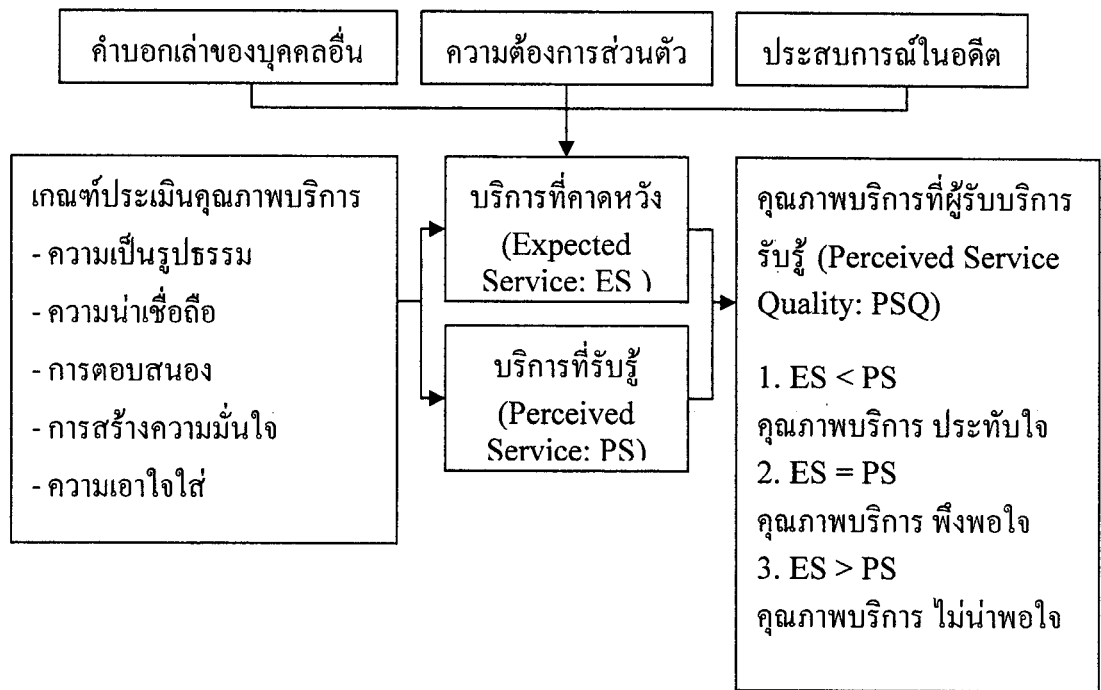 คำบอกเล่าของบุคคลอื่น
ความต้องการส่วนตัว
ประสบการณ์ในอดีต
เกณฑ์ประเมินคุณภาพบริการ
- ความเป็นรูปธรรม
- ความน่าเชื่อถือ
- การตอบสนอง
- การสร้างความมั่นใจ
- ความเอาใจใส่
บริการที่คาดหวัง
(Expected
Service: ES )
บริการที่รับรู้
(Perceived
Service: PS)
คุณภาพบริการที่ผู้รับบริการ
รับรู้ (Perceived Service
Quality: PSQ)
1. ES < PS
คุณภาพบริการ ประทับใจ
2. ES = PS
คุณภาพบริการ พึงพอใจ
3. ES > PS
คุณภาพบริการ ไม่น่าพอใจ